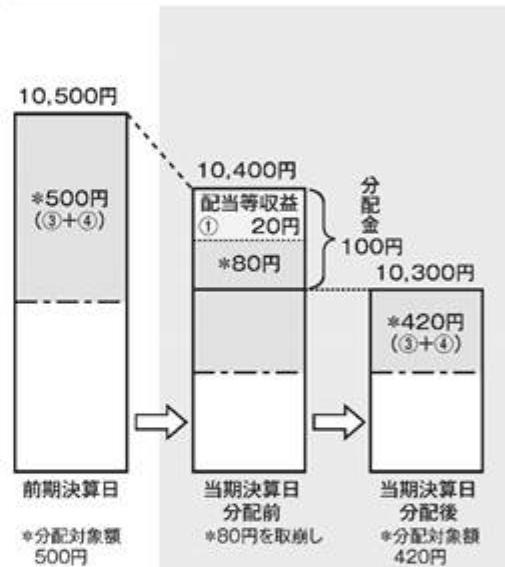 10,500円
*500円
(③+④)
前期決算日
*分配対象額
500円
10,400円
配当等収益
① 20円
*80円
分配金
100円
当期決算日
分配前
*80円を取崩し
10,300円
*420円
(③+④)
当期決算日
分配後
*分配対象額
420円